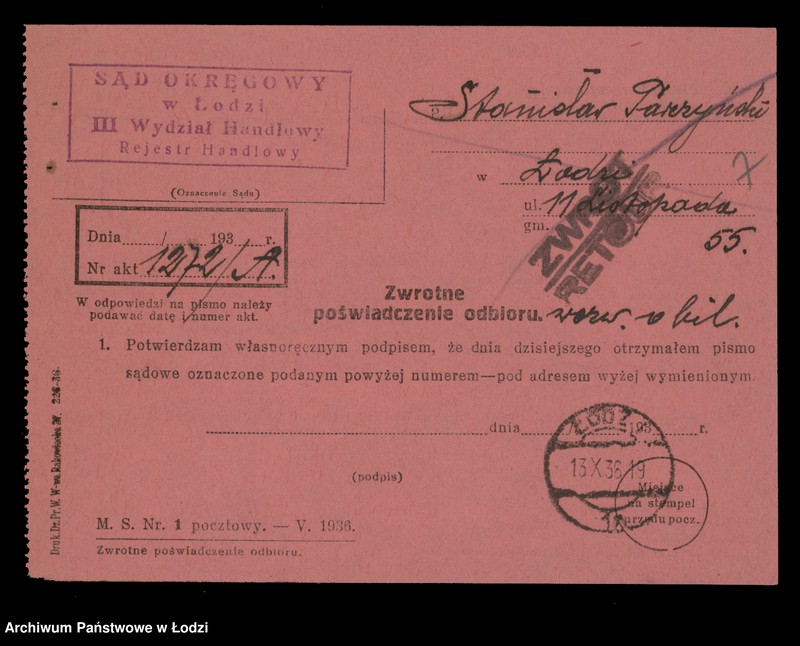 SĄD OKRĘGOWY
w Łodzi
III Wydział Handlowy
Rejestr Handlowy
(Oznaczenie Sądu)
P. Stanisław Parzyński
w Łodzi
ul. 11 Listopada
gm. 55.
ZWROT
RETOUR
Dnia / 193 r.
Nr akt 1272/A.
W odpowiedzi na pismo należy
podawać datę i numer akt.
Zwrotne
poświadczenie odbioru. wezw. o bil.
1. Potwierdzam własnoręcznym podpisem, że dnia dzisiejszego otrzymałem pismo
sądowe oznaczone podanym powyżej numerem—pod adresem wyżej wymienionym.
dnia 193 r.
(podpis)
ŁÓDŹ
13 X 36 19
Miejsce
na stempel
urzędu pocz.
M. S. Nr. 1 pocztowy. — V. 1936.
Zwrotne poświadczenie odbioru.
Archiwum Państwowe w Łodzi